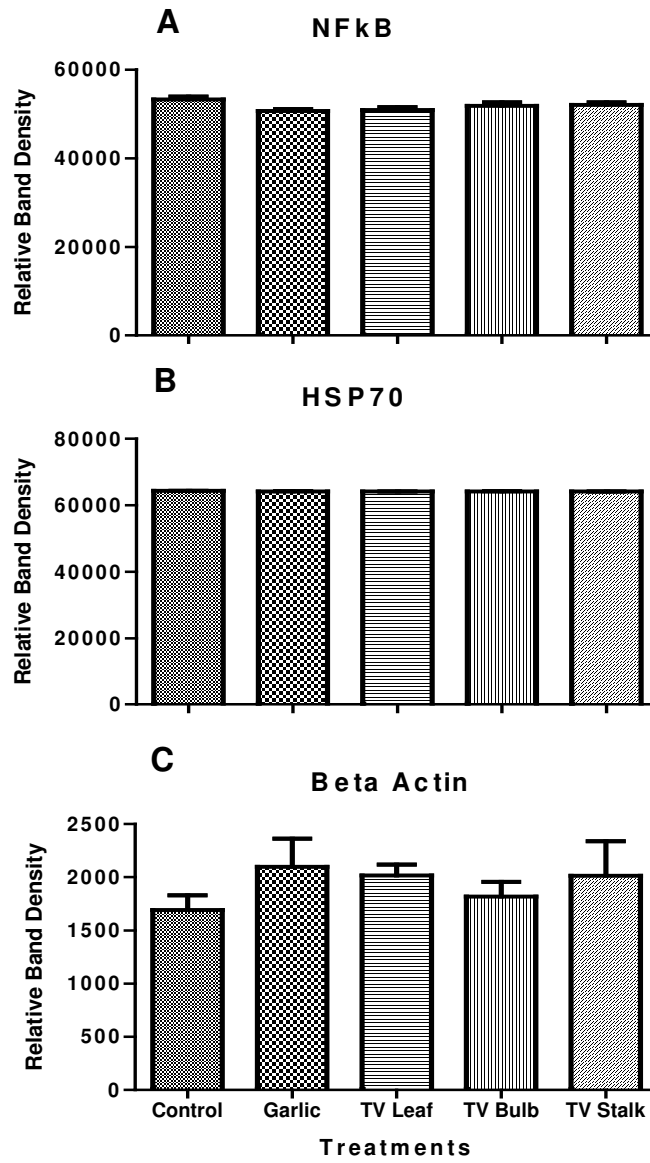 A
NFkB
Relative Band Density
60000
40000
20000
0
B
HSP70
Relative Band Density
80000
60000
40000
20000
0
C
Beta Actin
Relative Band Density
2500
2000
1500
1000
500
0
Control Garlic TV Leaf TV Bulb TV Stalk
Treatments